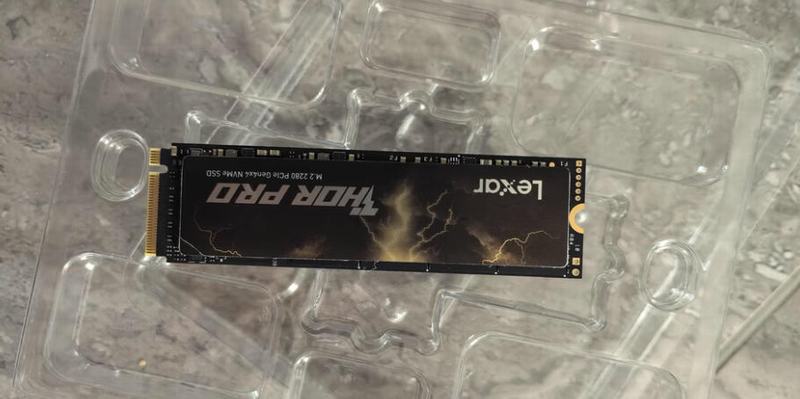 Lexar
THOR PRO
M.2 2280 PCIe Gen4x4 NVMe SSD